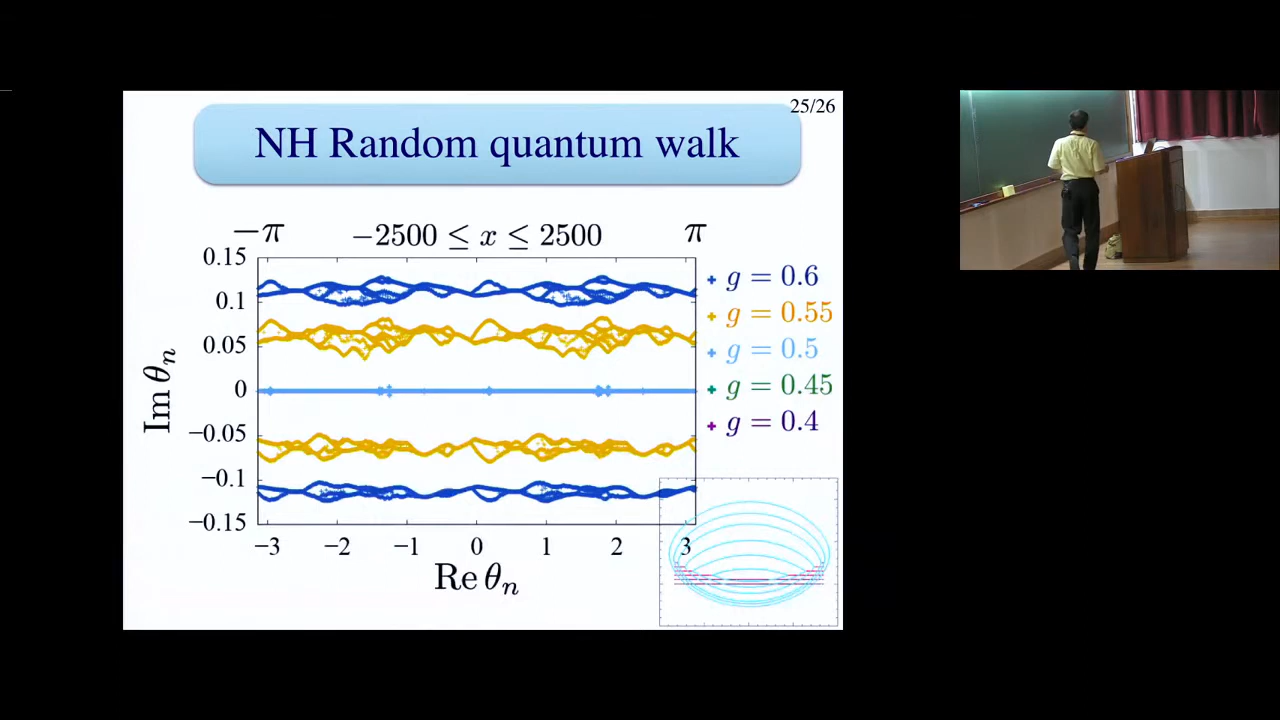 25/26
NH Random quantum walk
−π −2500 ≤ x ≤ 2500 π
0.15
0.1
0.05
0
−0.05
−0.1
−0.15
Im θₙ
−3 −2 −1 0 1 2 3
Re θₙ
g = 0.6
g = 0.55
g = 0.5
g = 0.45
g = 0.4